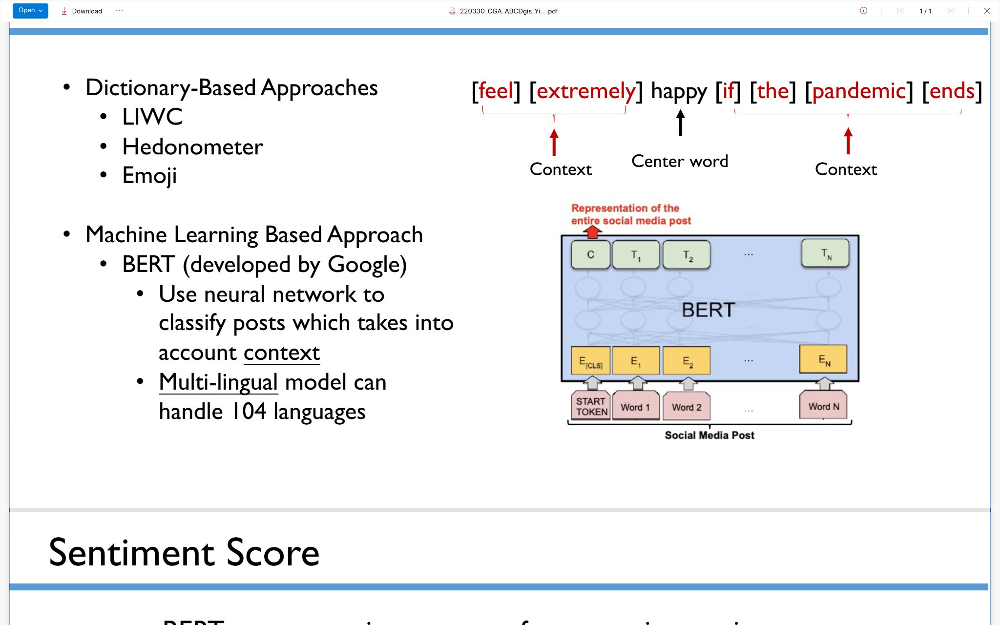 Open
Download
220330_CGA_ABCDgis_Yi....pdf
1 / 1
• Dictionary-Based Approaches
• LIWC
• Hedonometer
• Emoji
• Machine Learning Based Approach
• BERT (developed by Google)
• Use neural network to
classify posts which takes into
account context
• Multi-lingual model can
handle 104 languages
[feel] [extremely] happy [if] [the] [pandemic] [ends]
Context
Center word
Context
Representation of the
entire social media post
C T1 T2 ... TN
...
BERT
...
E[CLS] E1 E2 ... EN
START
TOKEN
Word 1 Word 2 ... Word N
Social Media Post
Sentiment Score
BERT